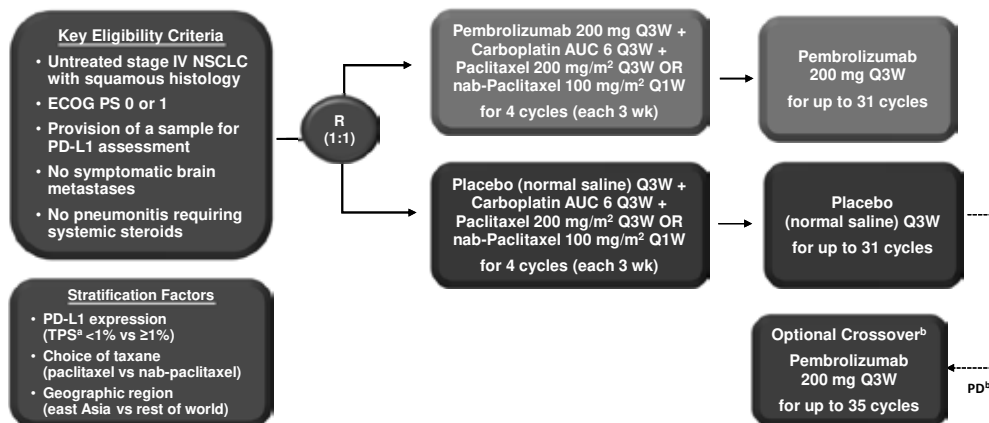 Key Eligibility Criteria
• Untreated stage IV NSCLC
with squamous histology
• ECOG PS 0 or 1
• Provision of a sample for
PD-L1 assessment
• No symptomatic brain
metastases
• No pneumonitis requiring
systemic steroids
Stratification Factors
• PD-L1 expression
(TPSᵃ <1% vs ≥1%)
• Choice of taxane
(paclitaxel vs nab-paclitaxel)
• Geographic region
(east Asia vs rest of world)
R
(1:1)
Pembrolizumab 200 mg Q3W +
Carboplatin AUC 6 Q3W +
Paclitaxel 200 mg/m² Q3W OR
nab-Paclitaxel 100 mg/m² Q1W
for 4 cycles (each 3 wk)
Pembrolizumab
200 mg Q3W
for up to 31 cycles
Placebo (normal saline) Q3W +
Carboplatin AUC 6 Q3W +
Paclitaxel 200 mg/m² Q3W OR
nab-Paclitaxel 100 mg/m² Q1W
for 4 cycles (each 3 wk)
Placebo
(normal saline) Q3W
for up to 31 cycles
Optional Crossoverᵇ
Pembrolizumab
200 mg Q3W
for up to 35 cycles
PDᵇ